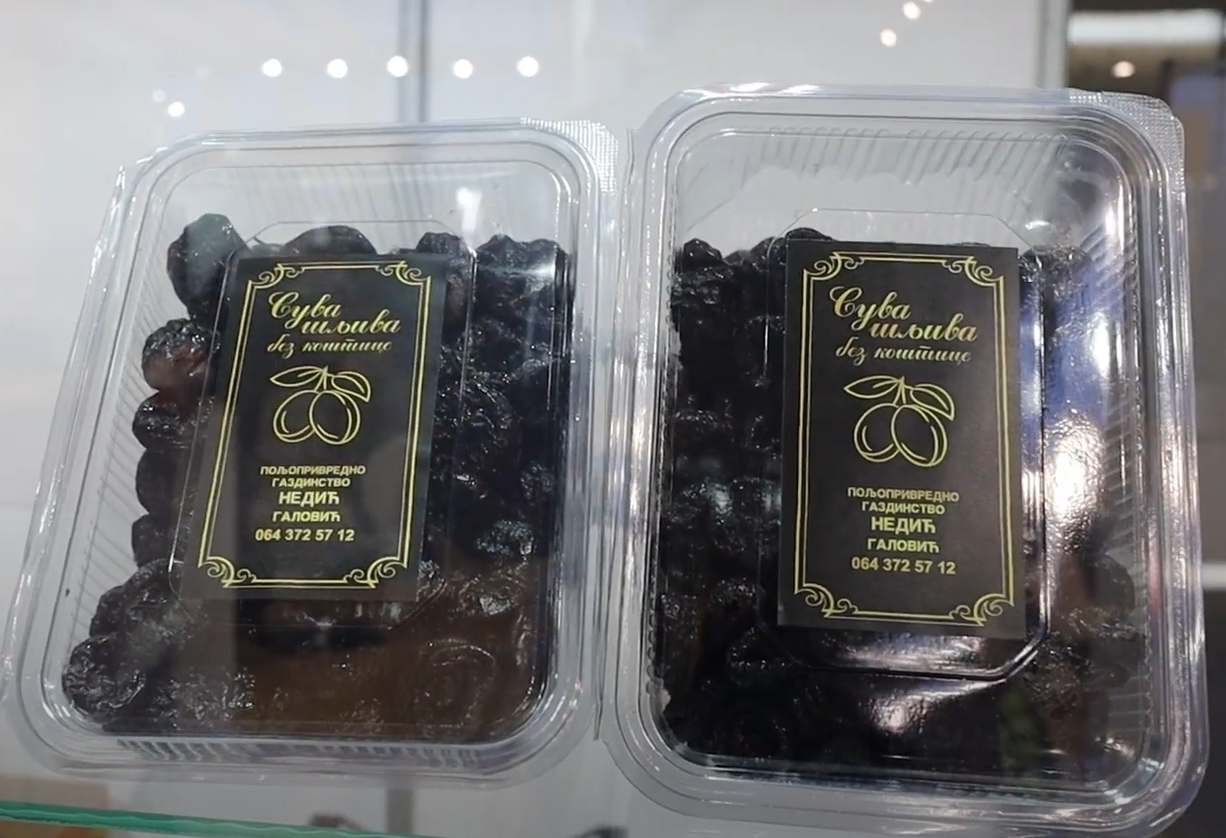 Сува
шљива
без коштице
ПОЉОПРИВРЕДНО
ГАЗДИНСТВО
НЕДИЋ
ГАЛОВИЋ
064 372 57 12
Сува
шљива
без коштице
ПОЉОПРИВРЕДНО
ГАЗДИНСТВО
НЕДИЋ
ГАЛОВИЋ
064 372 57 12